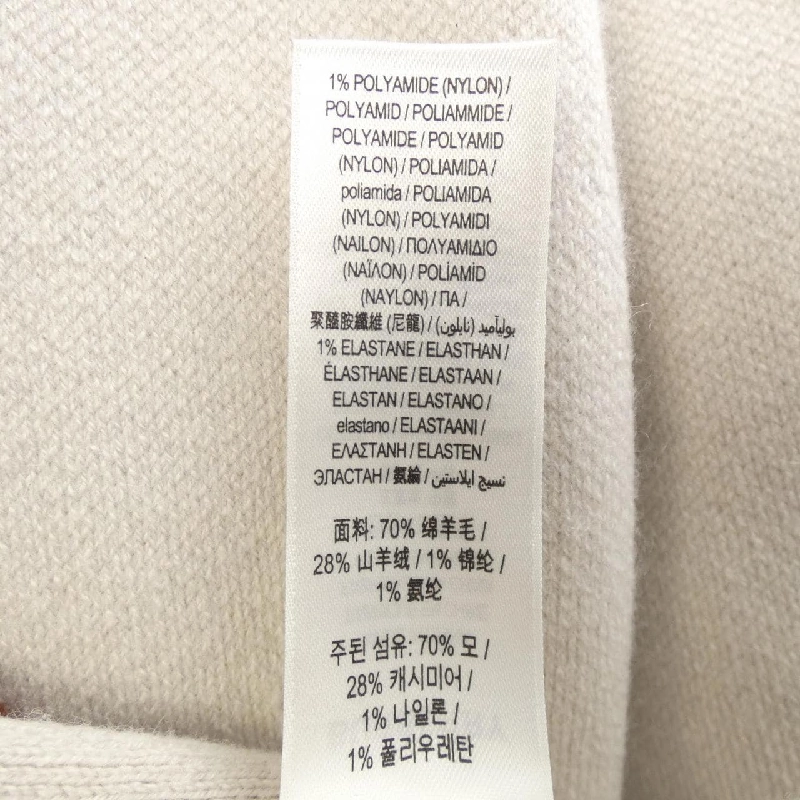 1% POLYAMIDE (NYLON) /
POLYAMID / POLIAMMIDE /
POLYAMIDE / POLYAMID
(NYLON) / POLIAMIDA /
poliamida / POLIAMIDA
(NYLON) / POLYAMIDI
(NAILON) / ΠΟΛΥΑΜΙΔΙΟ
(ΝΑΪΛΟΝ) / POLİAMİD
(NAYLON) / ПА /
聚醯胺纖維 (尼龍) / بوليآميد (نايلون)
1% ELASTANE / ELASTHAN /
ÉLASTHANE / ELASTAAN /
ELASTAN / ELASTANO /
elastano / ELASTAANI /
ΕΛΑΣΤΑΝΗ / ELASTEN /
ЭЛАСТАН / 氨綸 / نسيج ايلاستين
面料: 70% 绵羊毛 /
28% 山羊绒 / 1% 锦纶 /
1% 氨纶
주된 섬유: 70% 모 /
28% 캐시미어 /
1% 나일론 /
1% 폴리우레탄